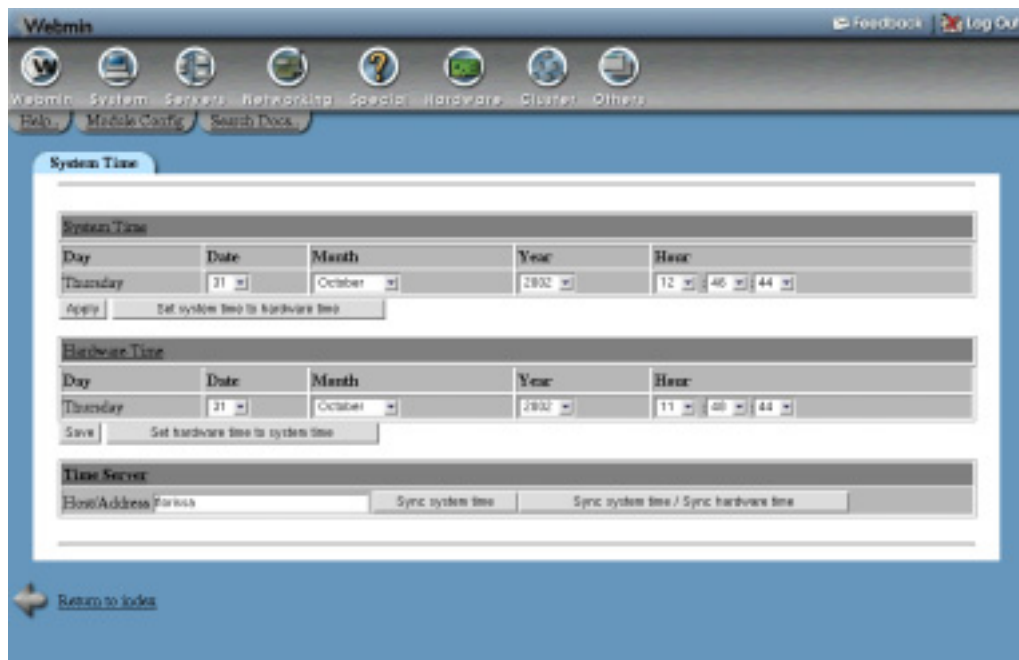 Webmin
Feedback Log Out
Webmin System Servers Networking Special Hardware Cluster Others
Help.. Module Config Search Docs..
System Time
System Time
Day Date Month Year Hour
Thursday 31 October 2002 12 : 46 : 44
Apply Set system time to hardware time
Hardware Time
Day Date Month Year Hour
Thursday 31 October 2002 11 : 48 : 44
Save Set hardware time to system time
Time Server
Host/Address
Sync system time Sync system time / Sync hardware time
Return to index